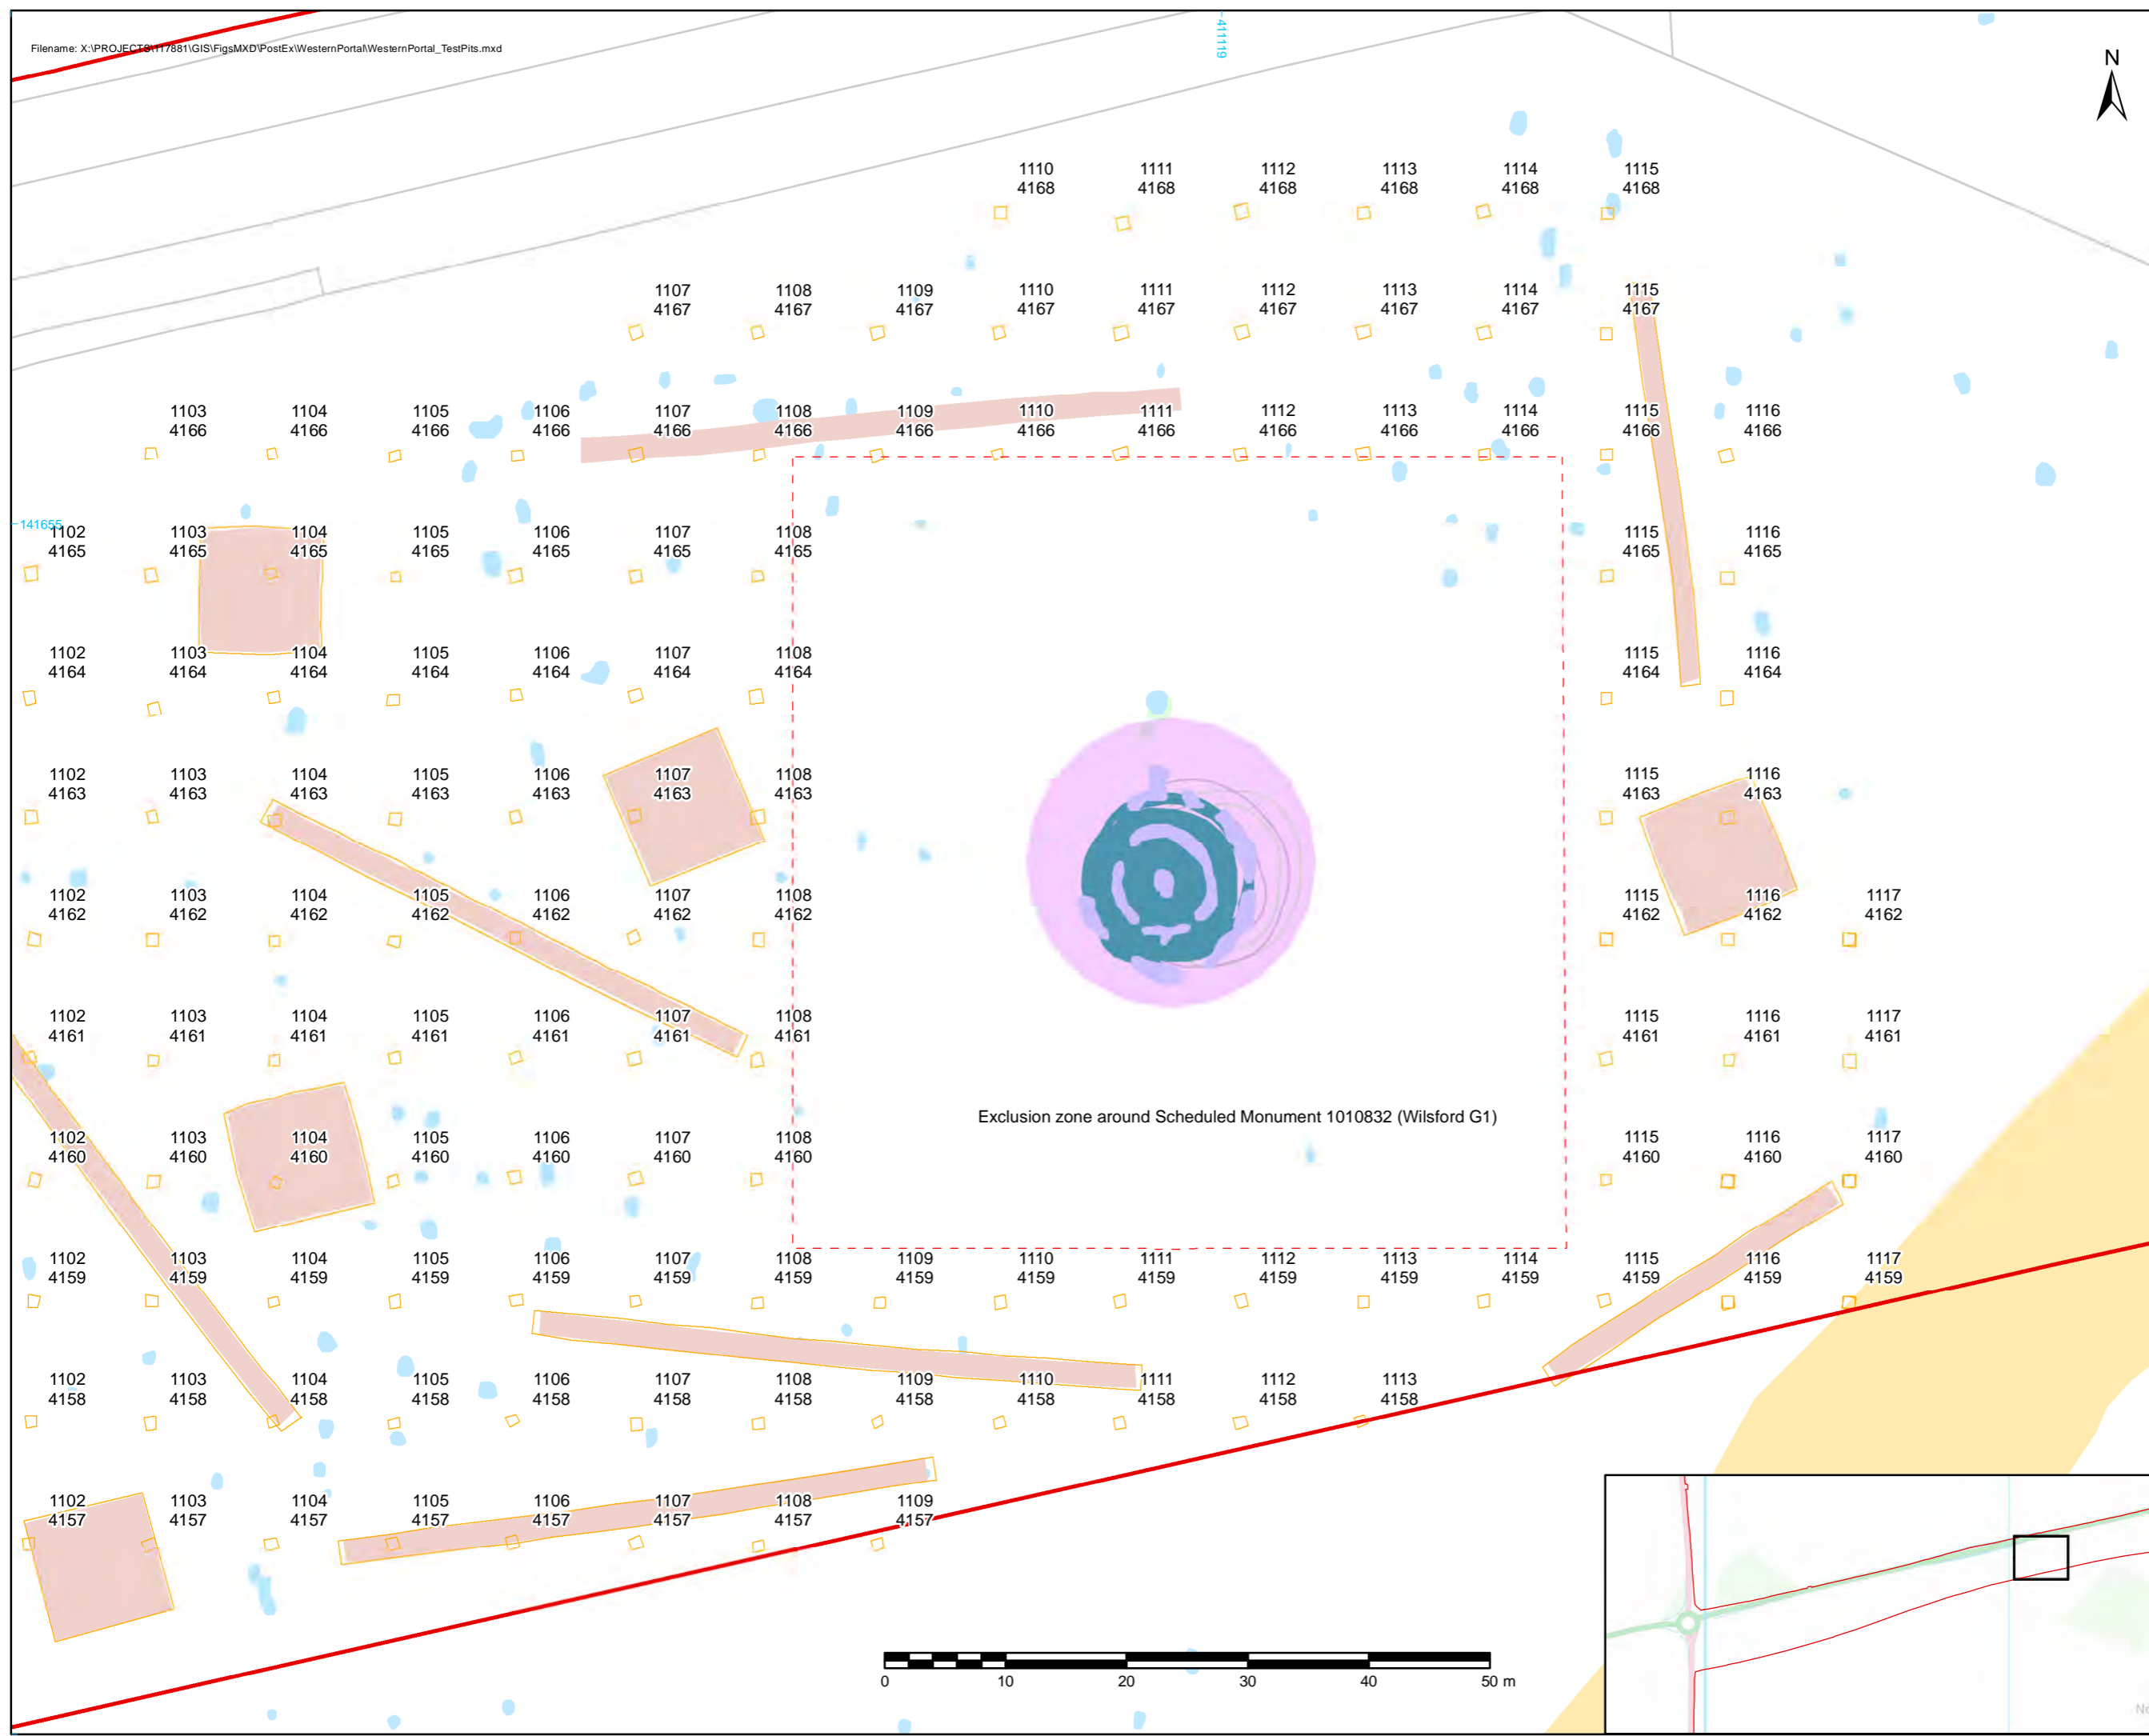 Filename: X:\PROJECTS\117881\GIS\FigsMXD\PostEx\WesternPortal\WesternPortal_TestPits.mxd
411119
N
1110 1111 1112 1113 1114 1115
4168 4168 4168 4168 4168 4168
1107 1108 1109 1110 1111 1112 1113 1114 1115
4167 4167 4167 4167 4167 4167 4167 4167 4167
1103 1104 1105 1106 1107 1108 1109 1110 1111 1112 1113 1114 1115 1116
4166 4166 4166 4166 4166 4166 4166 4166 4166 4166 4166 4166 4166 4166
141655
1102 1103 1104 1105 1106 1107 1108 1115 1116
4165 4165 4165 4165 4165 4165 4165 4165 4165
1102 1103 1104 1105 1106 1107 1108 1115 1116
4164 4164 4164 4164 4164 4164 4164 4164 4164
1102 1103 1104 1105 1106 1107 1108 1115 1116
4163 4163 4163 4163 4163 4163 4163 4163 4163
1102 1103 1104 1105 1106 1107 1108 1115 1116 1117
4162 4162 4162 4162 4162 4162 4162 4162 4162 4162
1102 1103 1104 1105 1106 1107 1108 1115 1116 1117
4161 4161 4161 4161 4161 4161 4161 4161 4161 4161
Exclusion zone around Scheduled Monument 1010832 (Wilsford G1)
1102 1103 1104 1105 1106 1107 1108 1115 1116 1117
4160 4160 4160 4160 4160 4160 4160 4160 4160 4160
1102 1103 1104 1105 1106 1107 1108 1109 1110 1111 1112 1113 1114 1115 1116 1117
4159 4159 4159 4159 4159 4159 4159 4159 4159 4159 4159 4159 4159 4159 4159 4159
1102 1103 1104 1105 1106 1107 1108 1109 1110 1111 1112 1113
4158 4158 4158 4158 4158 4158 4158 4158 4158 4158 4158 4158
1102 1103 1104 1105 1106 1107 1108 1109
4157 4157 4157 4157 4157 4157 4157 4157
0 10 20 30 40 50 m